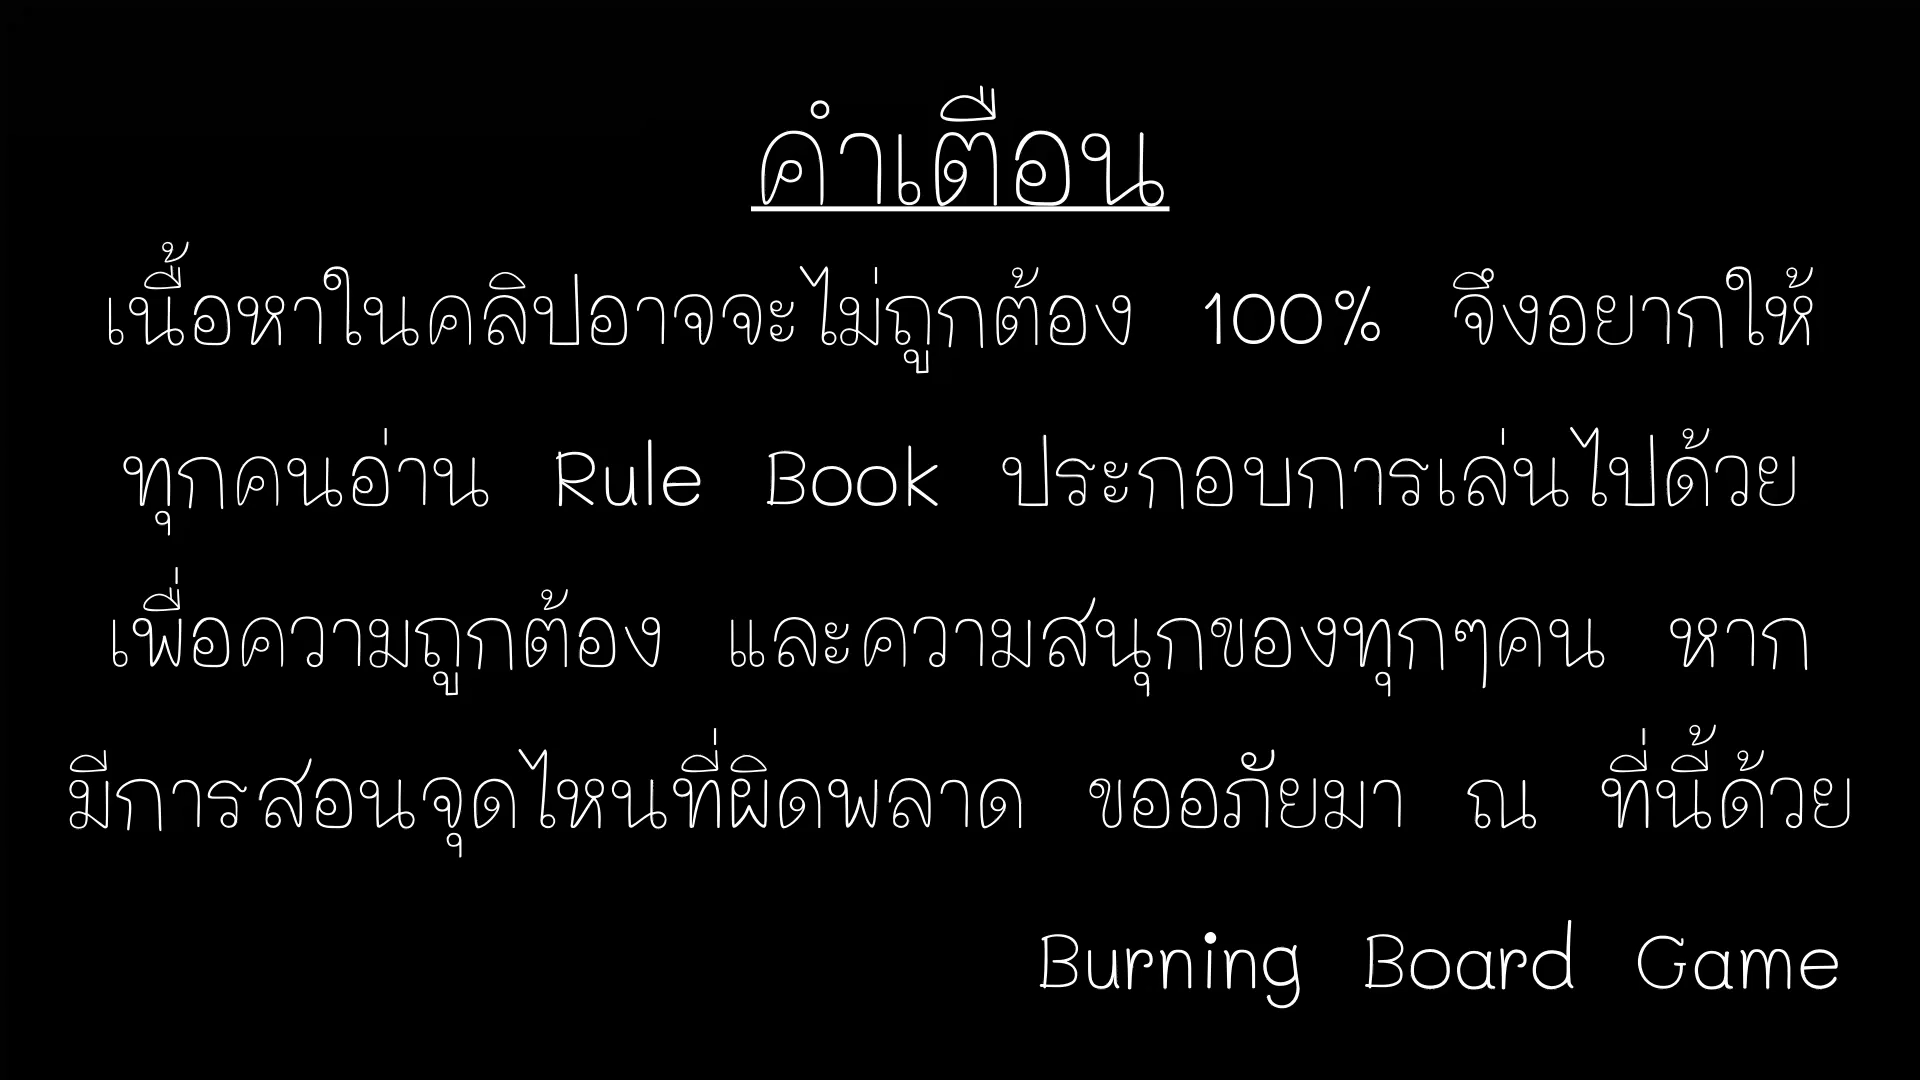 คำเตือน
เนื้อหาในคลิปอาจจะไม่ถูกต้อง 100% จึงอยากให้
ทุกคนอ่าน Rule Book ประกอบการเล่นไปด้วย
เพื่อความถูกต้อง และความสนุกของทุกๆคน หาก
มีการสอนจุดไหนที่ผิดพลาด ขออภัยมา ณ ที่นี้ด้วย
Burning Board Game